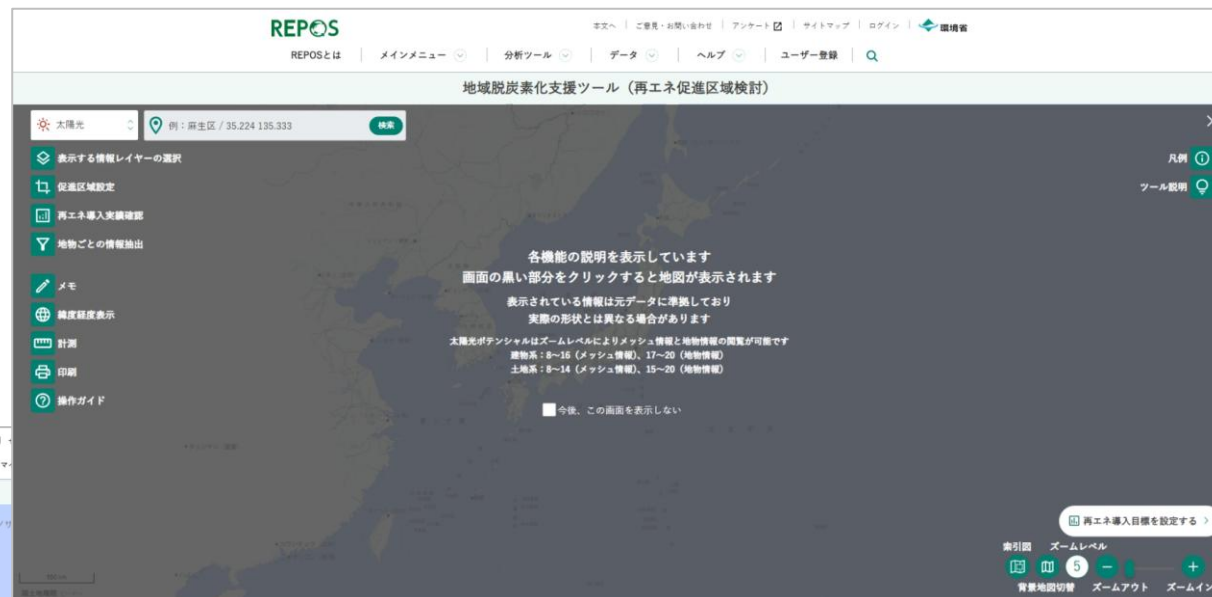 REPOS
本文へ ご意見・お問い合わせ アンケート サイトマップ ログイン 環境省
REPOSとは メインメニュー 分析ツール データ ヘルプ ユーザー登録
地域脱炭素化支援ツール（再エネ促進区域検討）
太陽光 例：麻生区 / 35.224 135.333 検索
表示する情報レイヤーの選択
促進区域設定
再エネ導入実績確認
地物ごとの情報抽出
メモ
緯度経度表示
計測
印刷
操作ガイド
凡例
ツール説明
各機能の説明を表示しています
画面の黒い部分をクリックすると地図が表示されます
表示されている情報は元データに準拠しており
実際の形状とは異なる場合があります
太陽光ポテンシャルはズームレベルによりメッシュ情報と地物情報の閲覧が可能です
建物系：8～16（メッシュ情報）、17～20（地物情報）
土地系：8～14（メッシュ情報）、15～20（地物情報）
今後、この画面を表示しない
再エネ導入目標を設定する
索引図 ズームレベル
5
背景地図切替 ズームアウト ズームイン